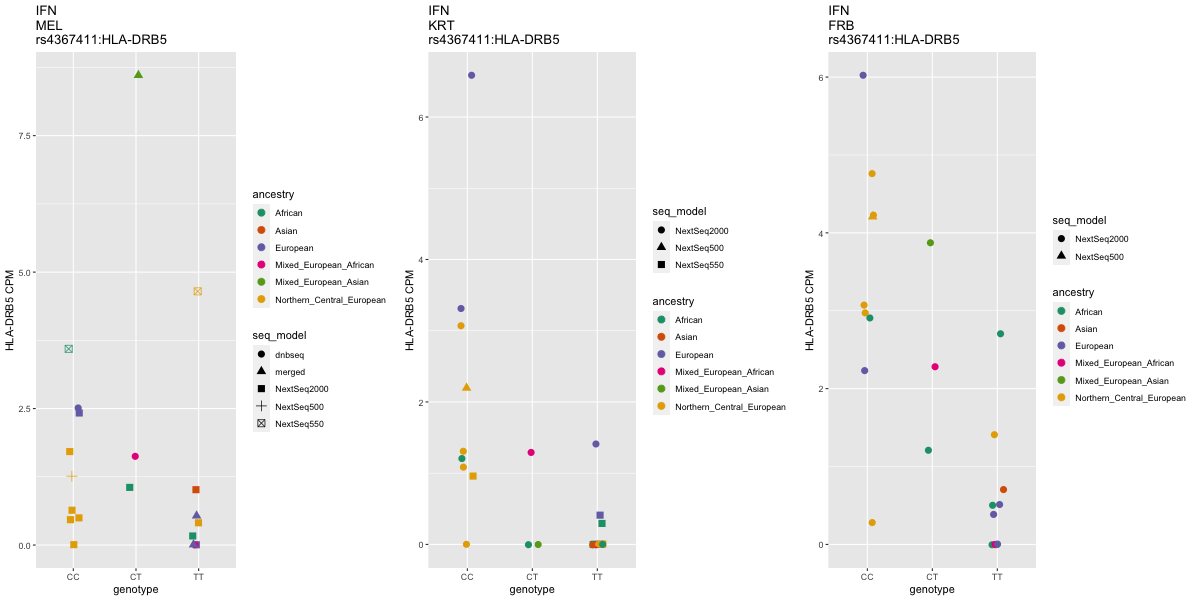 IFN
MEL
rs4367411:HLA-DRB5
HLA-DRB5 CPM
7.5
5.0
2.5
0.0
CC
CT
TT
genotype
ancestry
African
Asian
European
Mixed_European_African
Mixed_European_Asian
Northern_Central_European
seq_model
dnbseq
merged
NextSeq2000
NextSeq500
NextSeq550
IFN
KRT
rs4367411:HLA-DRB5
HLA-DRB5 CPM
6
4
2
0
CC
CT
TT
genotype
seq_model
NextSeq2000
NextSeq500
NextSeq550
ancestry
African
Asian
European
Mixed_European_African
Mixed_European_Asian
Northern_Central_European
IFN
FRB
rs4367411:HLA-DRB5
HLA-DRB5 CPM
6
4
2
0
CC
CT
TT
genotype
seq_model
NextSeq2000
NextSeq500
ancestry
African
Asian
European
Mixed_European_African
Mixed_European_Asian
Northern_Central_European